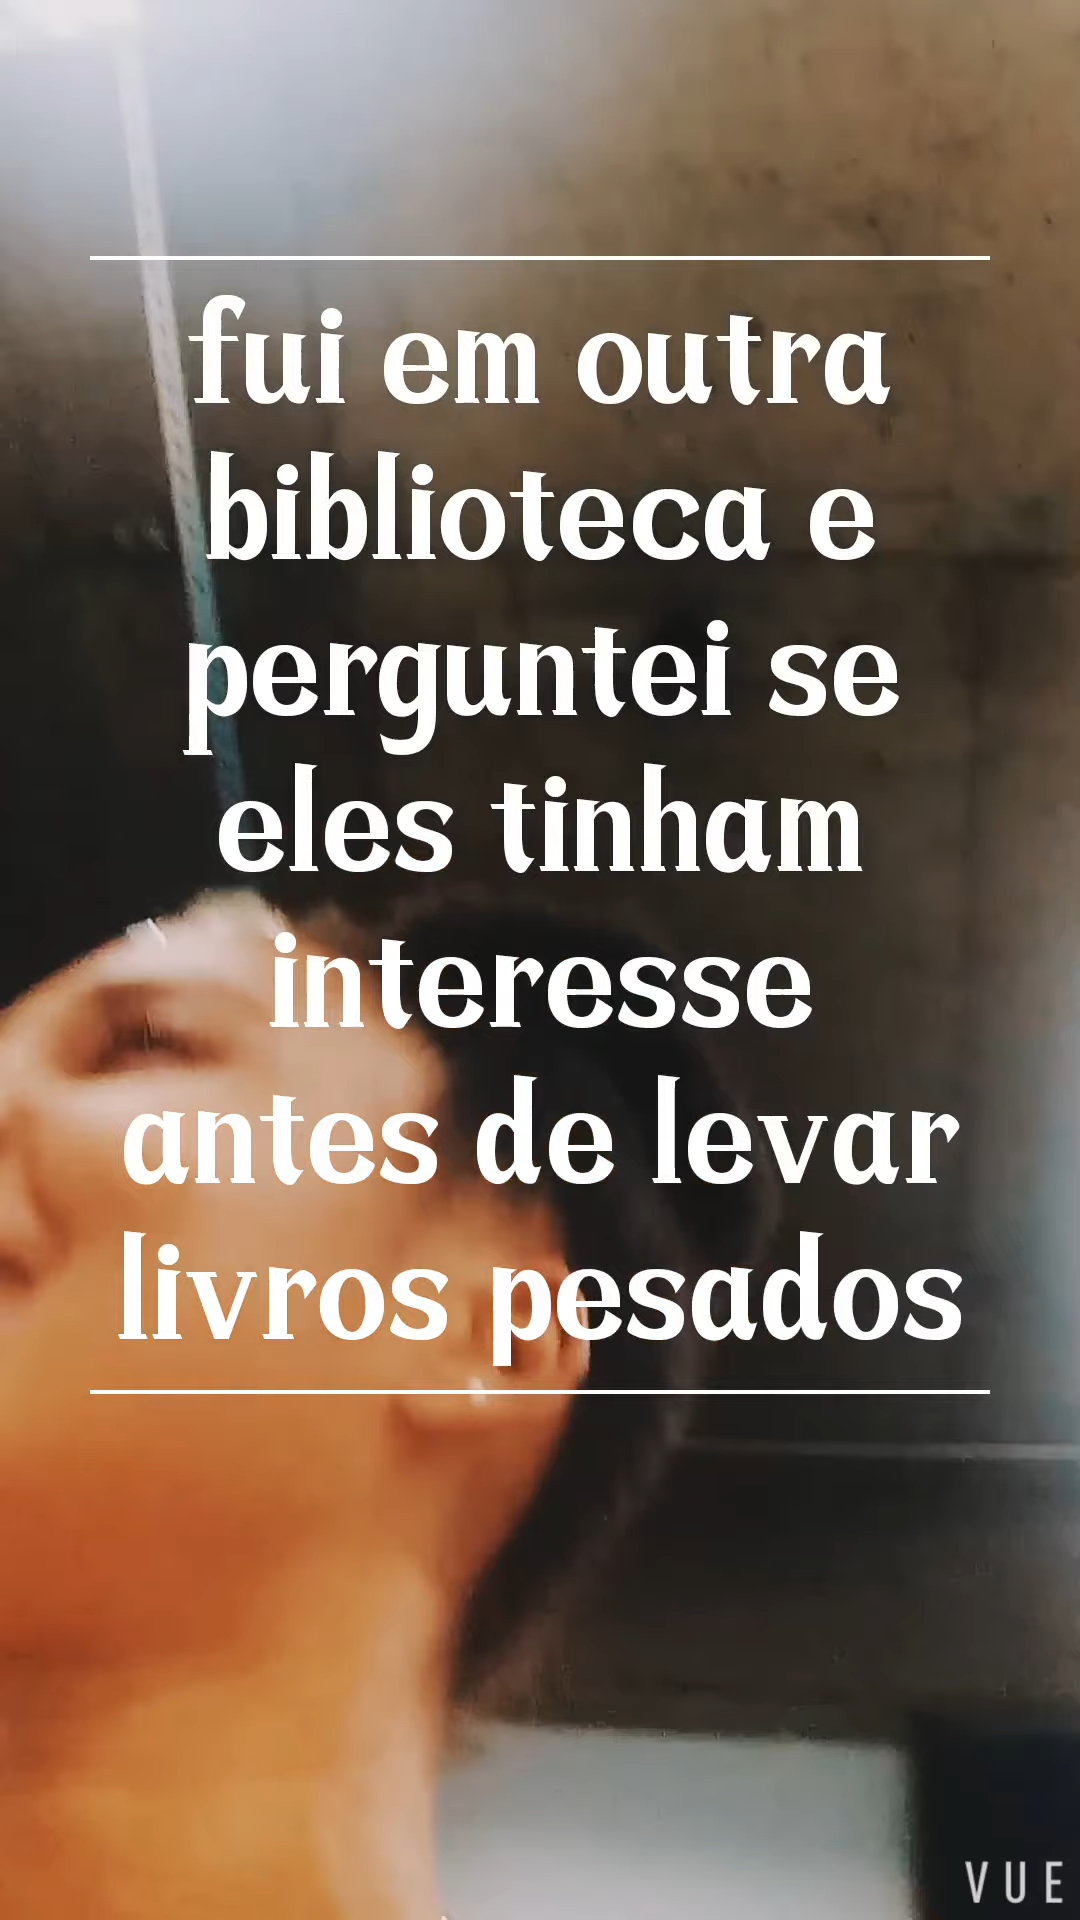 fui em outra
biblioteca e
perguntei se
eles tinham
interesse
antes de levar
livros pesados
VUE